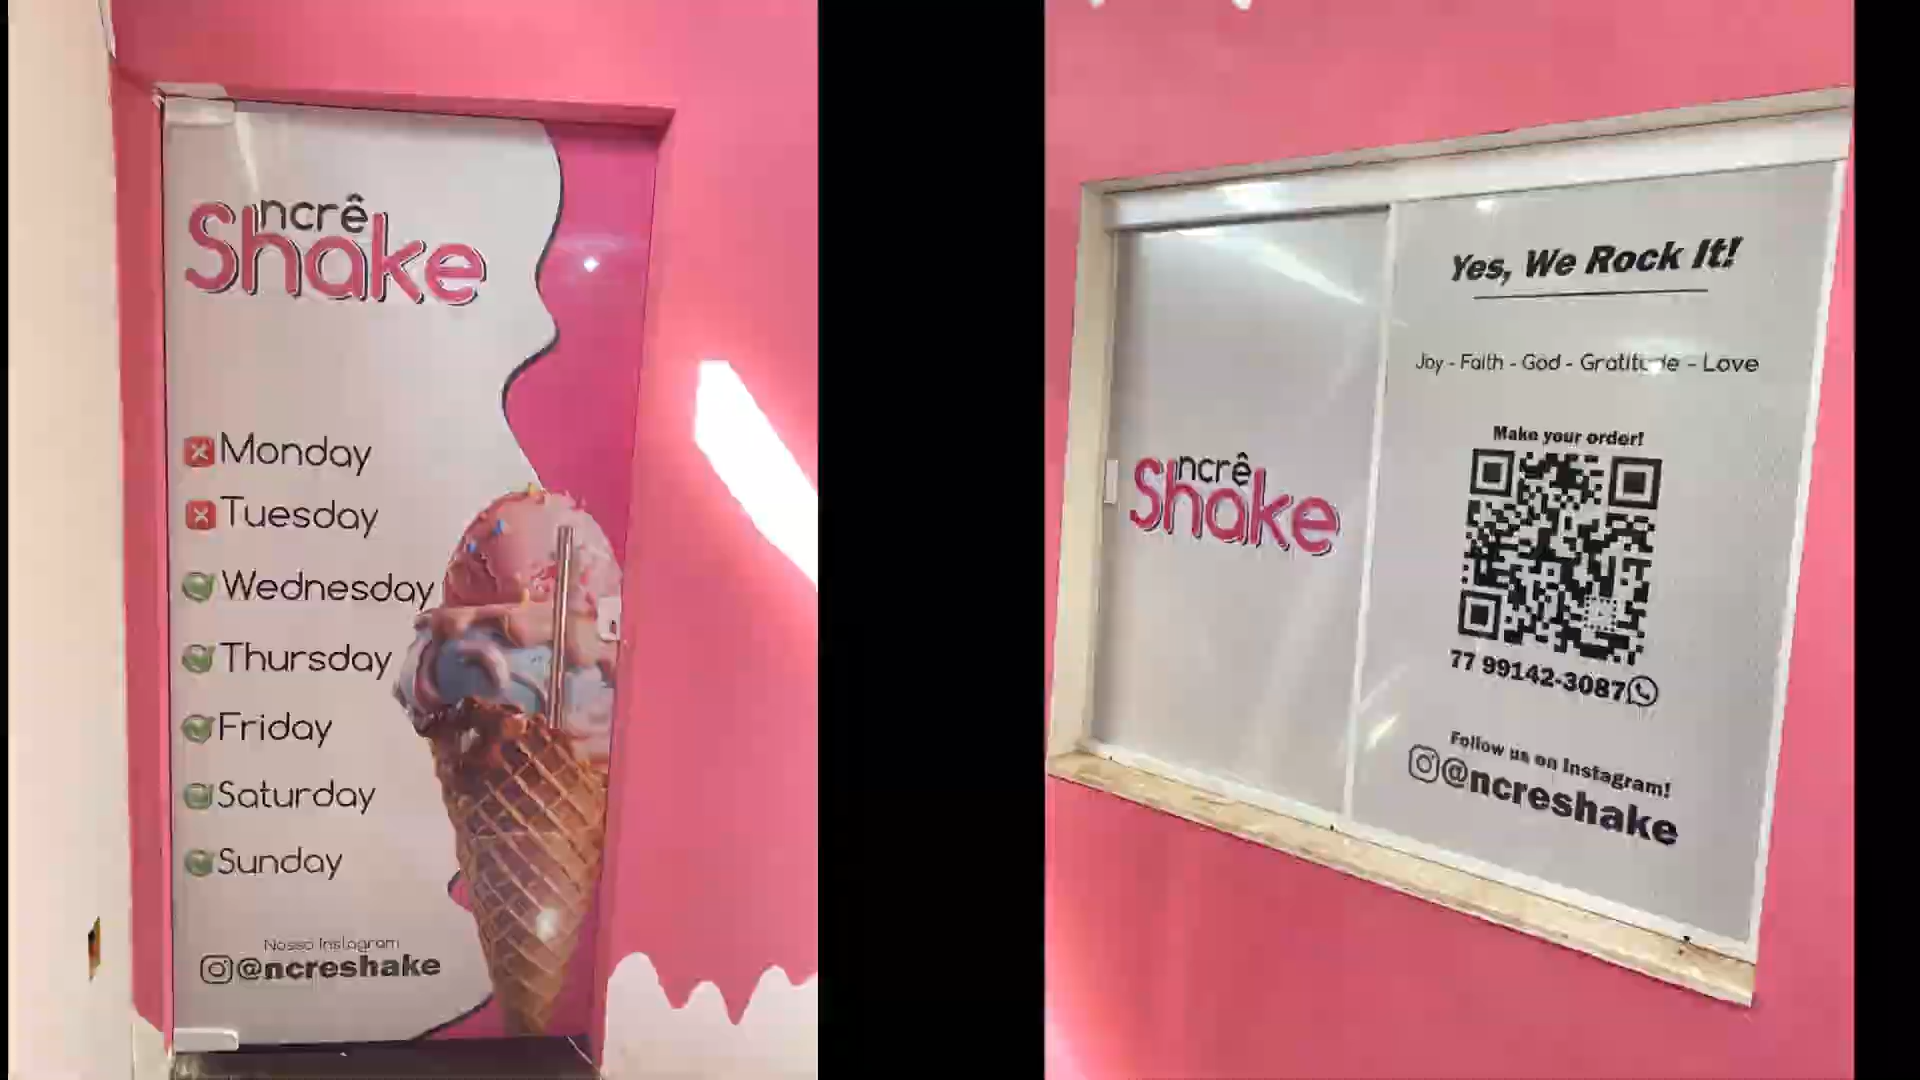 ncrê
Shake
Monday
Tuesday
Wednesday
Thursday
Friday
Saturday
Sunday
Nosso Instagram
@ncreshake
ncrê
Shake
Yes, We Rock It!
Joy - Faith - God - Gratitude - Love
Make your order!
77 99142-3087
Follow us on Instagram!
@ncreshake